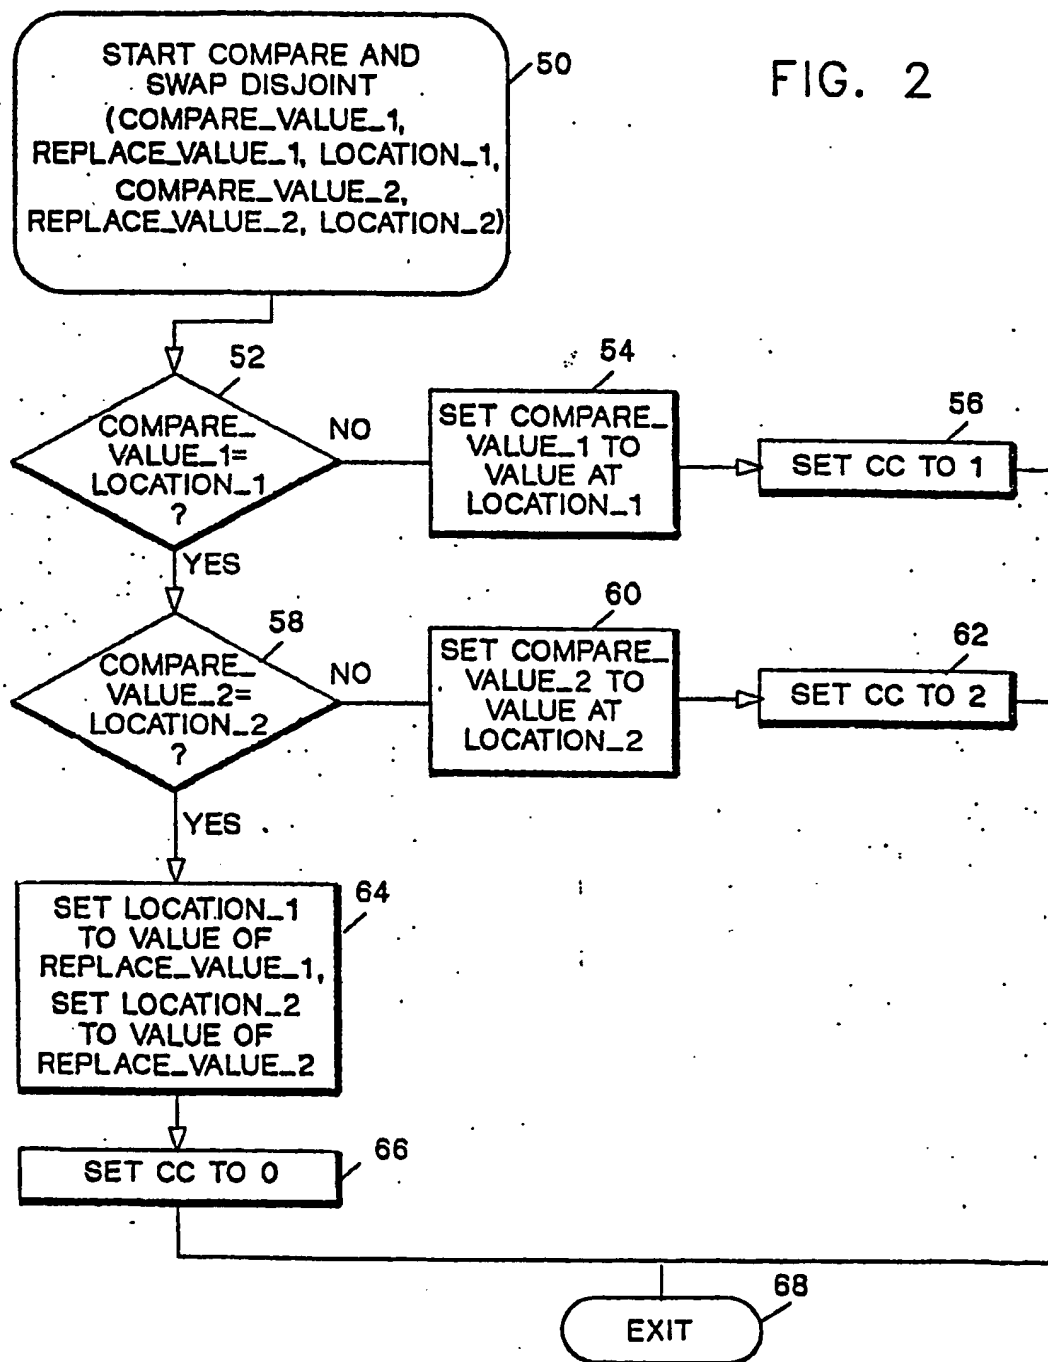 FIG. 2
START COMPARE AND
SWAP DISJOINT
(COMPARE_VALUE_1,
REPLACE_VALUE_1, LOCATION_1,
COMPARE_VALUE_2,
REPLACE_VALUE_2, LOCATION_2)
50
52
COMPARE_
VALUE_1=
LOCATION_1
?
NO
YES
54
SET COMPARE_
VALUE_1 TO
VALUE AT
LOCATION_1
56
SET CC TO 1
58
COMPARE_
VALUE_2=
LOCATION_2
?
NO
YES
60
SET COMPARE_
VALUE_2 TO
VALUE AT
LOCATION_2
62
SET CC TO 2
64
SET LOCATION_1
TO VALUE OF
REPLACE_VALUE_1,
SET LOCATION_2
TO VALUE OF
REPLACE_VALUE_2
66
SET CC TO 0
68
EXIT